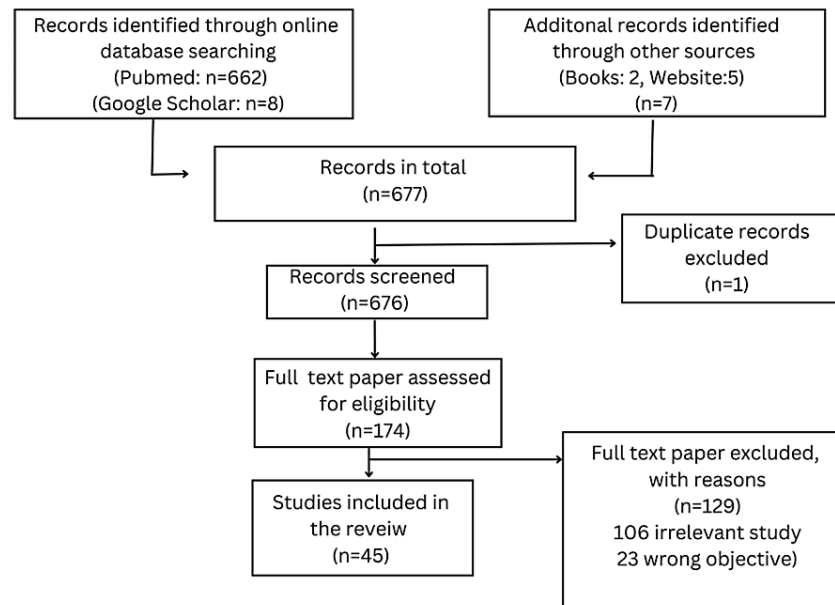 Records identified through online
database searching
(Pubmed: n=662)
(Google Scholar: n=8)
Additonal records identified
through other sources
(Books: 2, Website:5)
(n=7)
Records in total
(n=677)
Duplicate records
excluded
(n=1)
Records screened
(n=676)
Full text paper assessed
for eligibility
(n=174)
Full text paper excluded,
with reasons
(n=129)
106 irrelevant study
23 wrong objective)
Studies included in
the reveiw
(n=45)